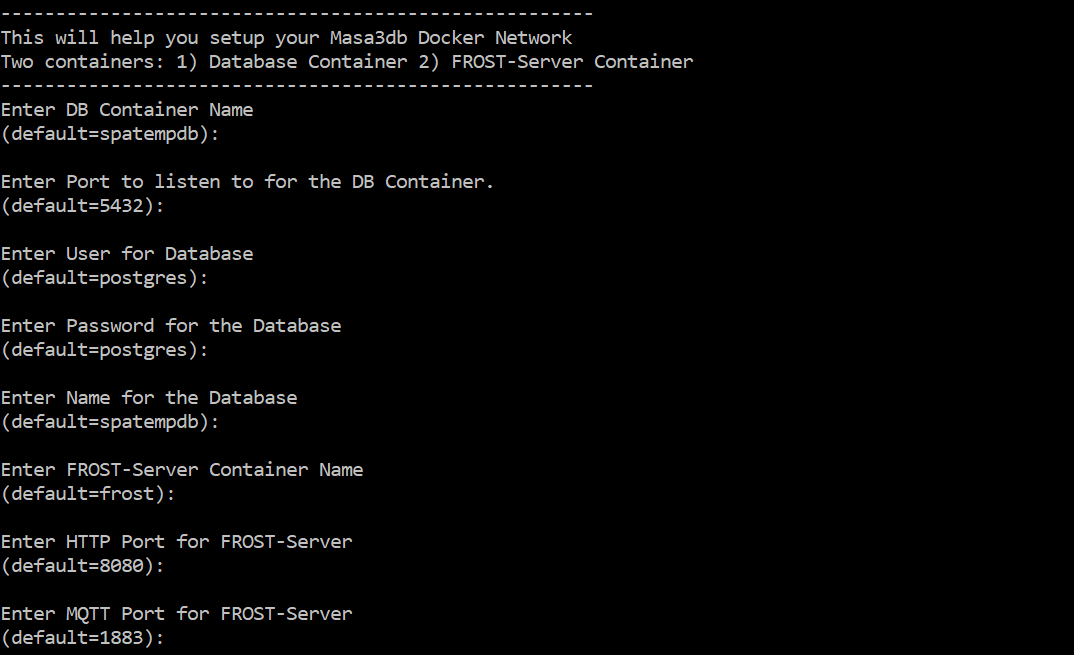 ------------------------------------------------------
This will help you setup your Masa3db Docker Network
Two containers: 1) Database Container 2) FROST-Server Container
------------------------------------------------------
Enter DB Container Name
(default=spatempdb):
Enter Port to listen to for the DB Container.
(default=5432):
Enter User for Database
(default=postgres):
Enter Password for the Database
(default=postgres):
Enter Name for the Database
(default=spatempdb):
Enter FROST-Server Container Name
(default=frost):
Enter HTTP Port for FROST-Server
(default=8080):
Enter MQTT Port for FROST-Server
(default=1883):